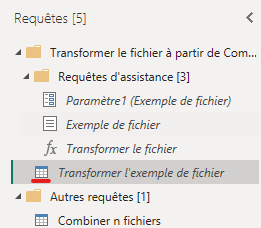 Requêtes [5]
Transformer le fichier à partir de Com...
Requêtes d'assistance [3]
Paramètre1 (Exemple de fichier)
Exemple de fichier
fx Transformer le fichier
Transformer l'exemple de fichier
Autres requêtes [1]
Combiner n fichiers